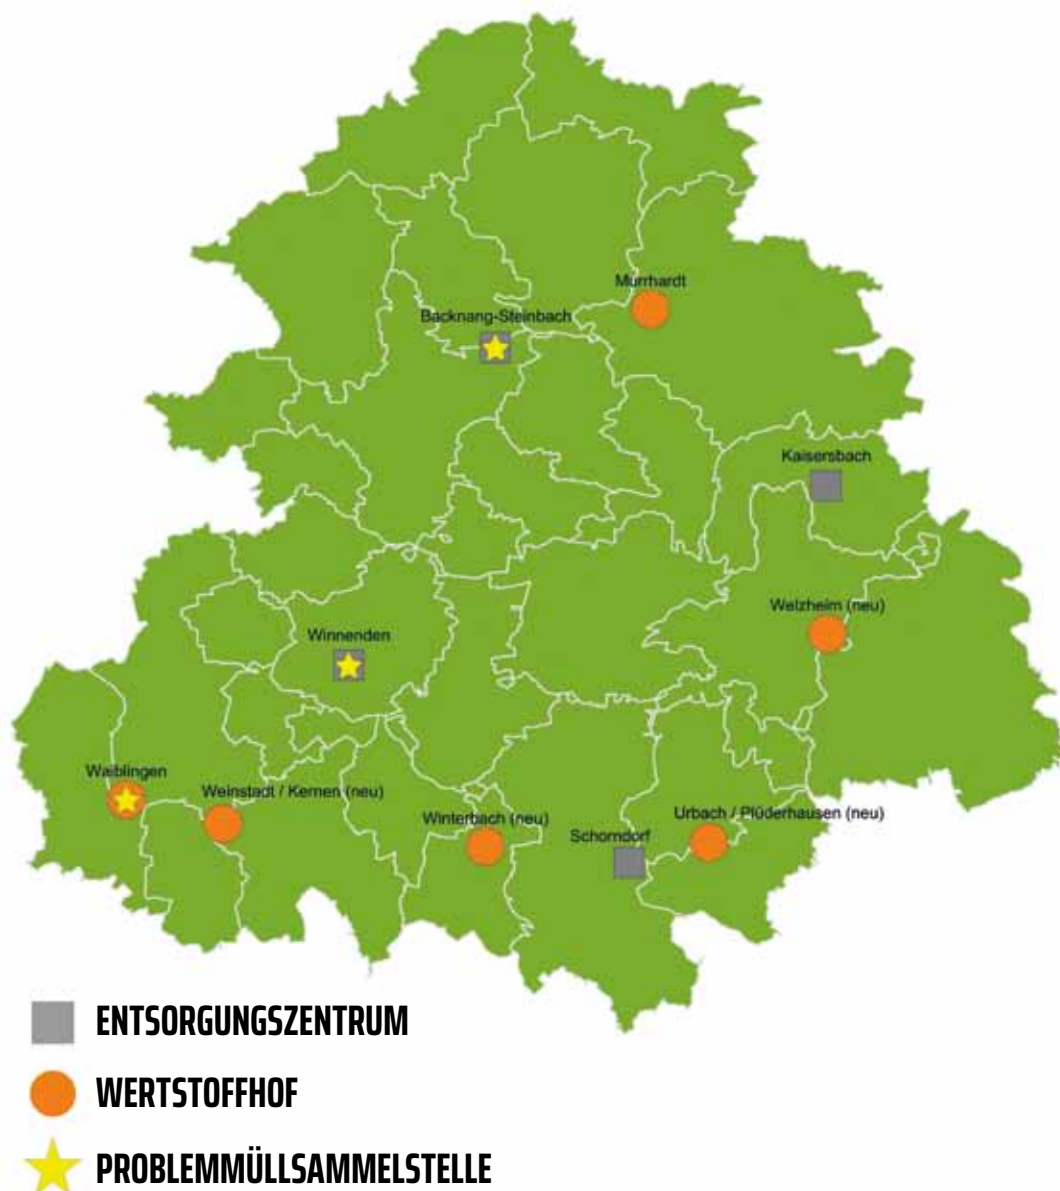 Murrhardt
Backnang-Steinbach
Kaisersbach
Welzheim (neu)
Winnenden
Waiblingen
Weinstadt / Kernen (neu)
Winterbach (neu)
Urbach / Plüderhausen (neu)
Schorndorf
ENTSORGUNGSZENTRUM
WERTSTOFFHOF
PROBLEMMÜLLSAMMELSTELLE